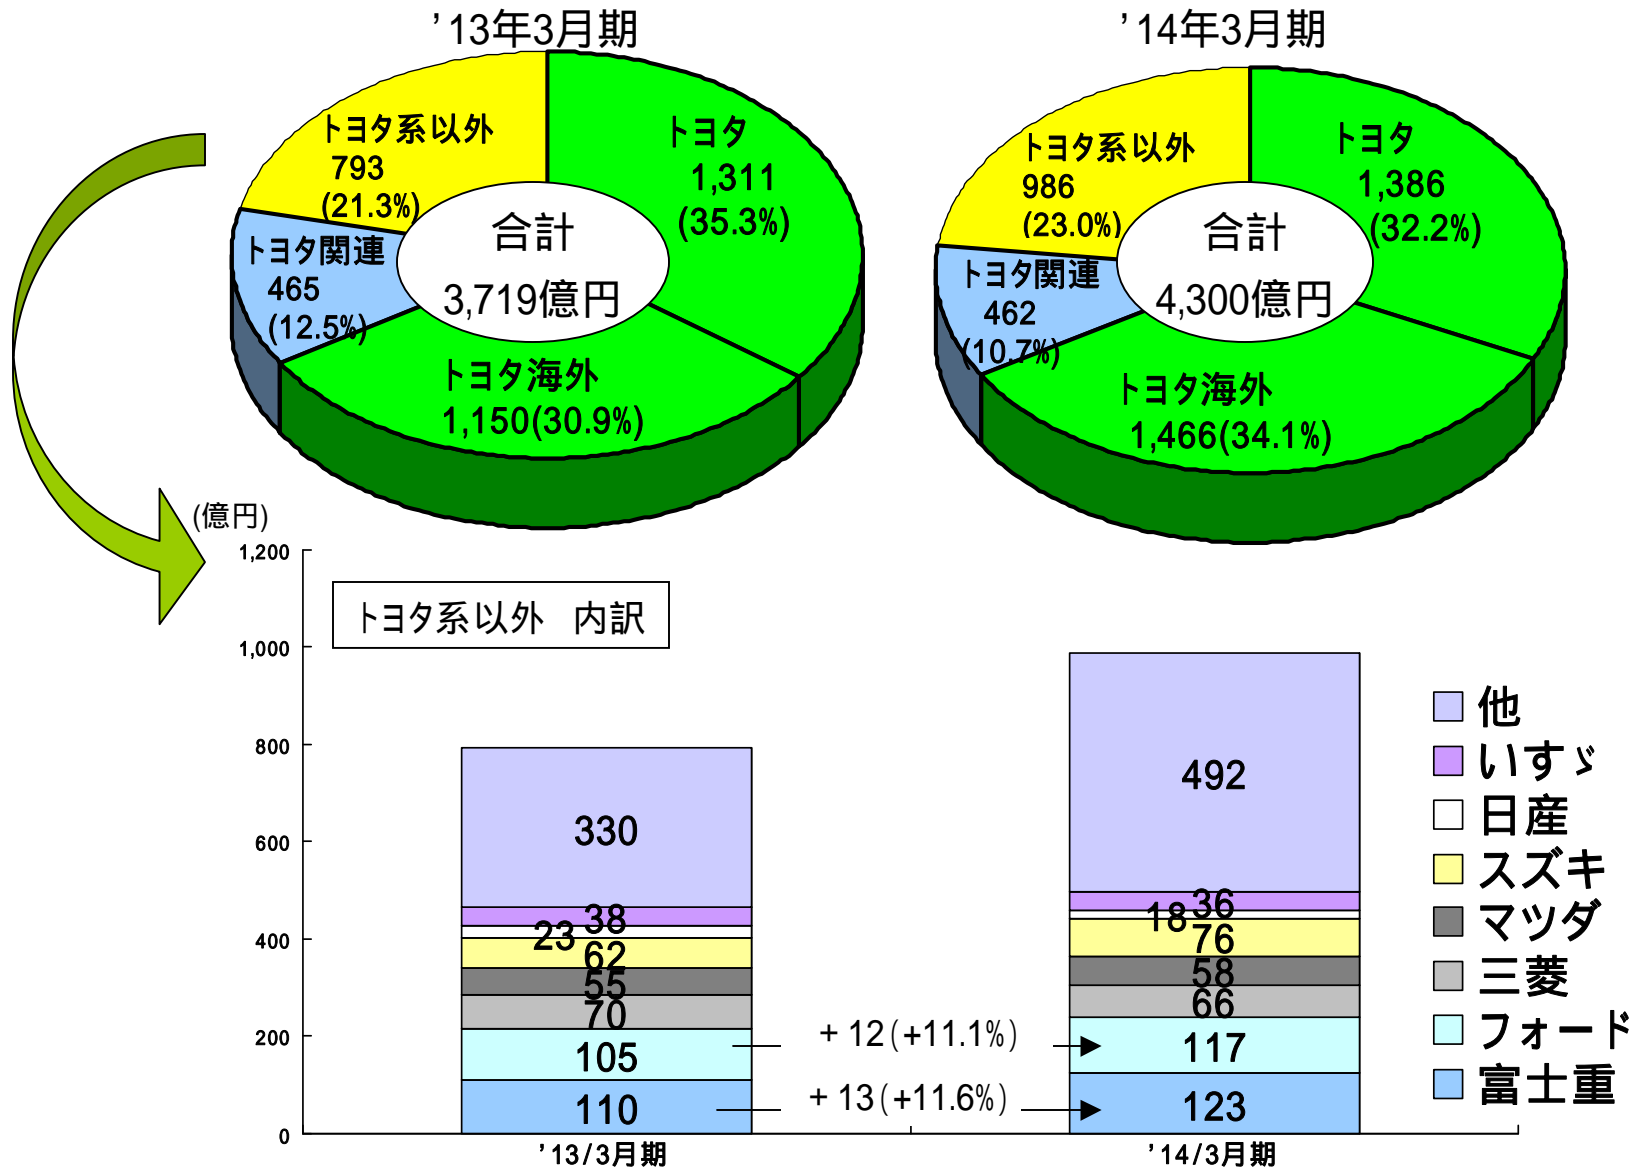 ’13年3月期
’14年3月期
トヨタ系以外
793
(21.3%)
トヨタ
1,311
(35.3%)
合計
3,719億円
トヨタ関連
465
(12.5%)
トヨタ海外
1,150(30.9%)
トヨタ系以外
986
(23.0%)
トヨタ
1,386
(32.2%)
合計
4,300億円
トヨタ関連
462
(10.7%)
トヨタ海外
1,466(34.1%)
(億円)
1,200
1,000
800
600
400
200
0
トヨタ系以外 内訳
330
38
23
62
55
70
105
110
+ 12(+11.1%)
+ 13(+11.6%)
492
36
18
76
58
66
117
123
’13/3月期
’14/3月期
他
いすゞ
日産
スズキ
マツダ
三菱
フォード
富士重